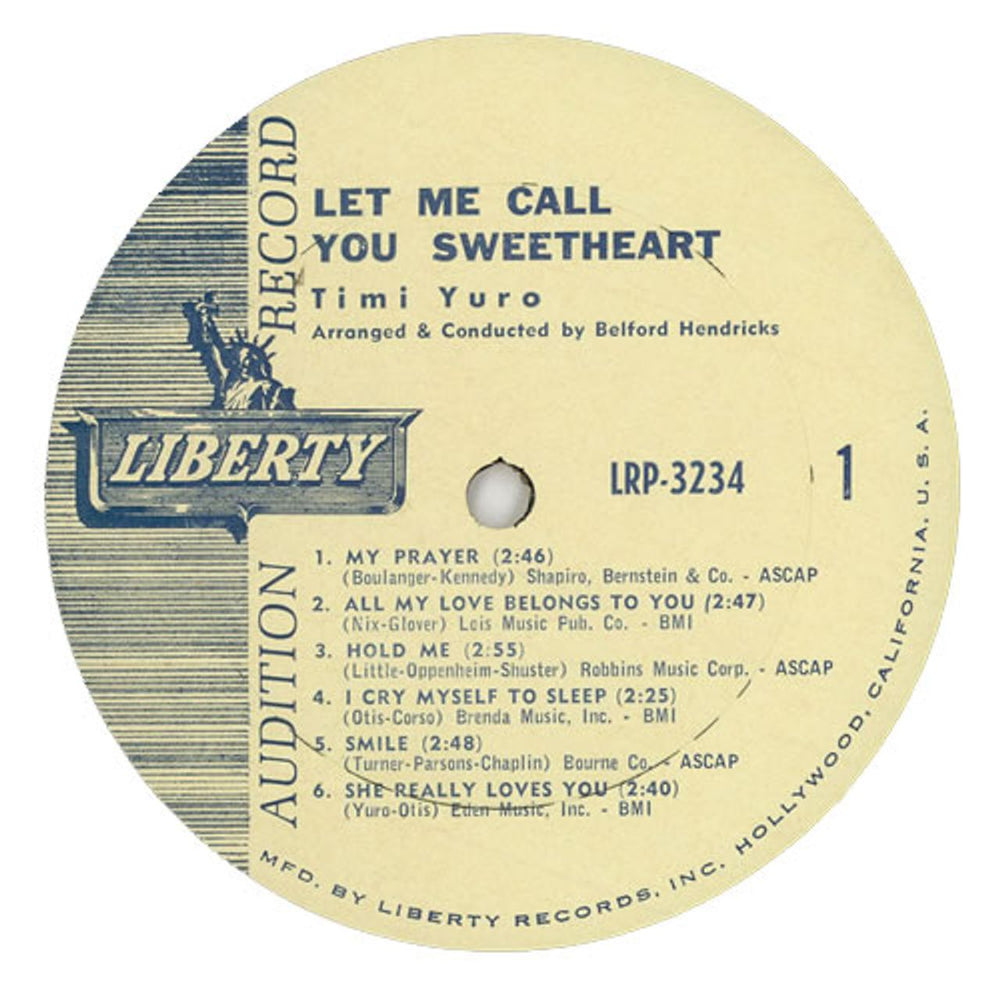 LET ME CALL
YOU SWEETHEART
Timi Yuro
Arranged & Conducted by Belford Hendricks
AUDITION RECORD
LIBERTY
LRP-3234
1
1. MY PRAYER (2:46)
(Boulanger-Kennedy) Shapiro, Bernstein & Co. - ASCAP
2. ALL MY LOVE BELONGS TO YOU (2:47)
(Nix-Glover) Lois Music Pub. Co. - BMI
3. HOLD ME (2:55)
(Little-Oppenheim-Shuster) Robbins Music Corp. - ASCAP
4. I CRY MYSELF TO SLEEP (2:25)
(Otis-Corso) Brenda Music, Inc. - BMI
5. SMILE (2:48)
(Turner-Parsons-Chaplin) Bourne Co. - ASCAP
6. SHE REALLY LOVES YOU (2:40)
(Yuro-Otis) Eden Music, Inc. - BMI
MFD. BY LIBERTY RECORDS, INC. HOLLYWOOD, CALIFORNIA, U. S. A.